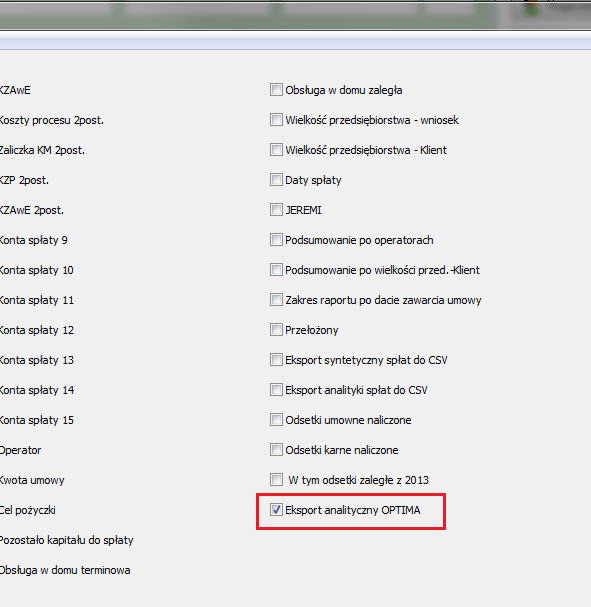 KZAwE
Koszty procesu 2post.
Zaliczka KM 2post.
KZP 2post.
KZAwE 2post.
Konta spłaty 9
Konta spłaty 10
Konta spłaty 11
Konta spłaty 12
Konta spłaty 13
Konta spłaty 14
Konta spłaty 15
Operator
Kwota umowy
Cel pożyczki
Pozostało kapitału do spłaty
Obsługa w domu terminowa
Obsługa w domu zaległa
Wielkość przedsiębiorstwa - wniosek
Wielkość przedsiębiorstwa - Klient
Daty spłaty
JEREMI
Podsumowanie po operatorach
Podsumowanie po wielkości przed.-Klient
Zakres raportu po dacie zawarcia umowy
Przełożony
Eksport syntetyczny spłat do CSV
Eksport analityki spłat do CSV
Odsetki umowne naliczone
Odsetki karne naliczone
W tym odsetki zaległe z 2013
Eksport analityczny OPTIMA